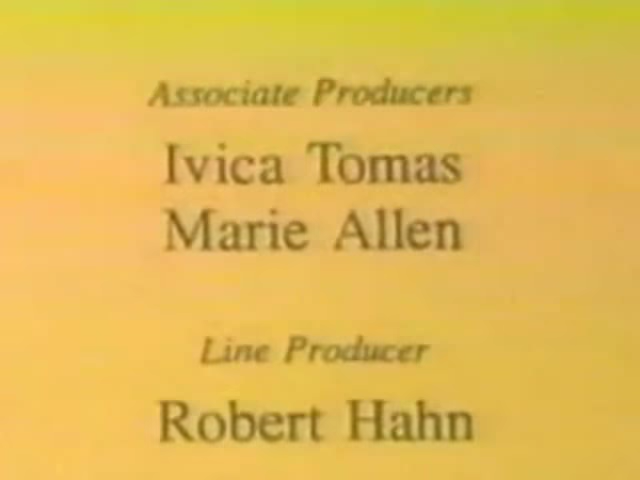 Associate Producers
Ivica Tomas
Marie Allen
Line Producer
Robert Hahn